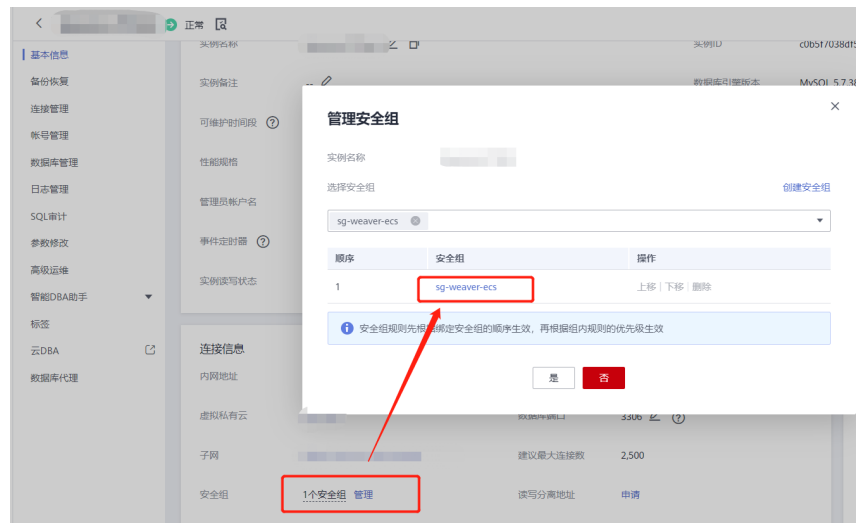 正常
基本信息
备份恢复
连接管理
帐号管理
数据库管理
日志管理
SQL审计
参数修改
高级运维
智能DBA助手
标签
云DBA
数据库代理
实例名称
实例ID
c0b5f7038df5
实例备注
--
数据库引擎版本
MySQL 5.7.38
可维护时间段
性能规格
管理员帐户名
事件定时器
实例读写状态
管理安全组
实例名称
选择安全组
创建安全组
sg-weaver-ecs
顺序 安全组 操作
1 sg-weaver-ecs 上移 下移 删除
安全组规则先根据绑定安全组的顺序生效，再根据组内规则的优先级生效
是 否
连接信息
内网地址
虚拟私有云
数据库端口 3306
子网
建议最大连接数 2,500
安全组 1个安全组 管理
读写分离地址 申请